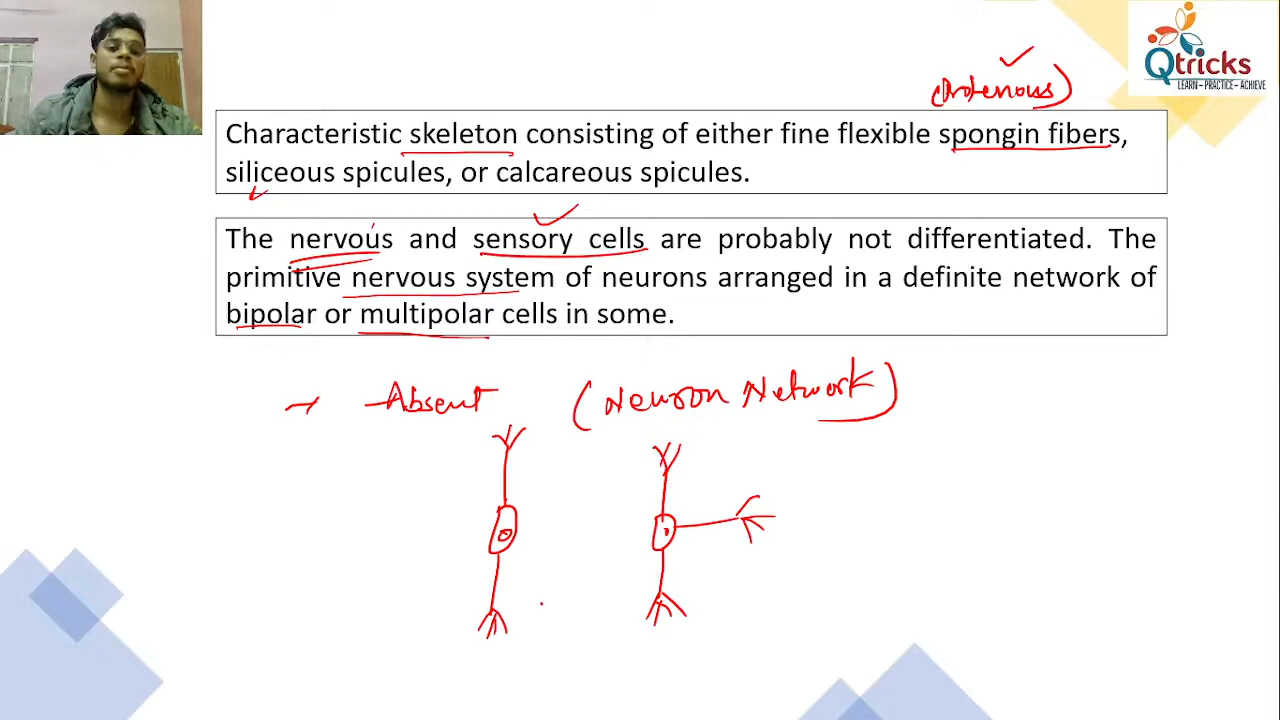 Qtricks
LEARN – PRACTICE – ACHIEVE
(Protenous)
Characteristic skeleton consisting of either fine flexible spongin fibers,
siliceous spicules, or calcareous spicules.
The nervous and sensory cells are probably not differentiated. The
primitive nervous system of neurons arranged in a definite network of
bipolar or multipolar cells in some.
Absent (Neuron Network)